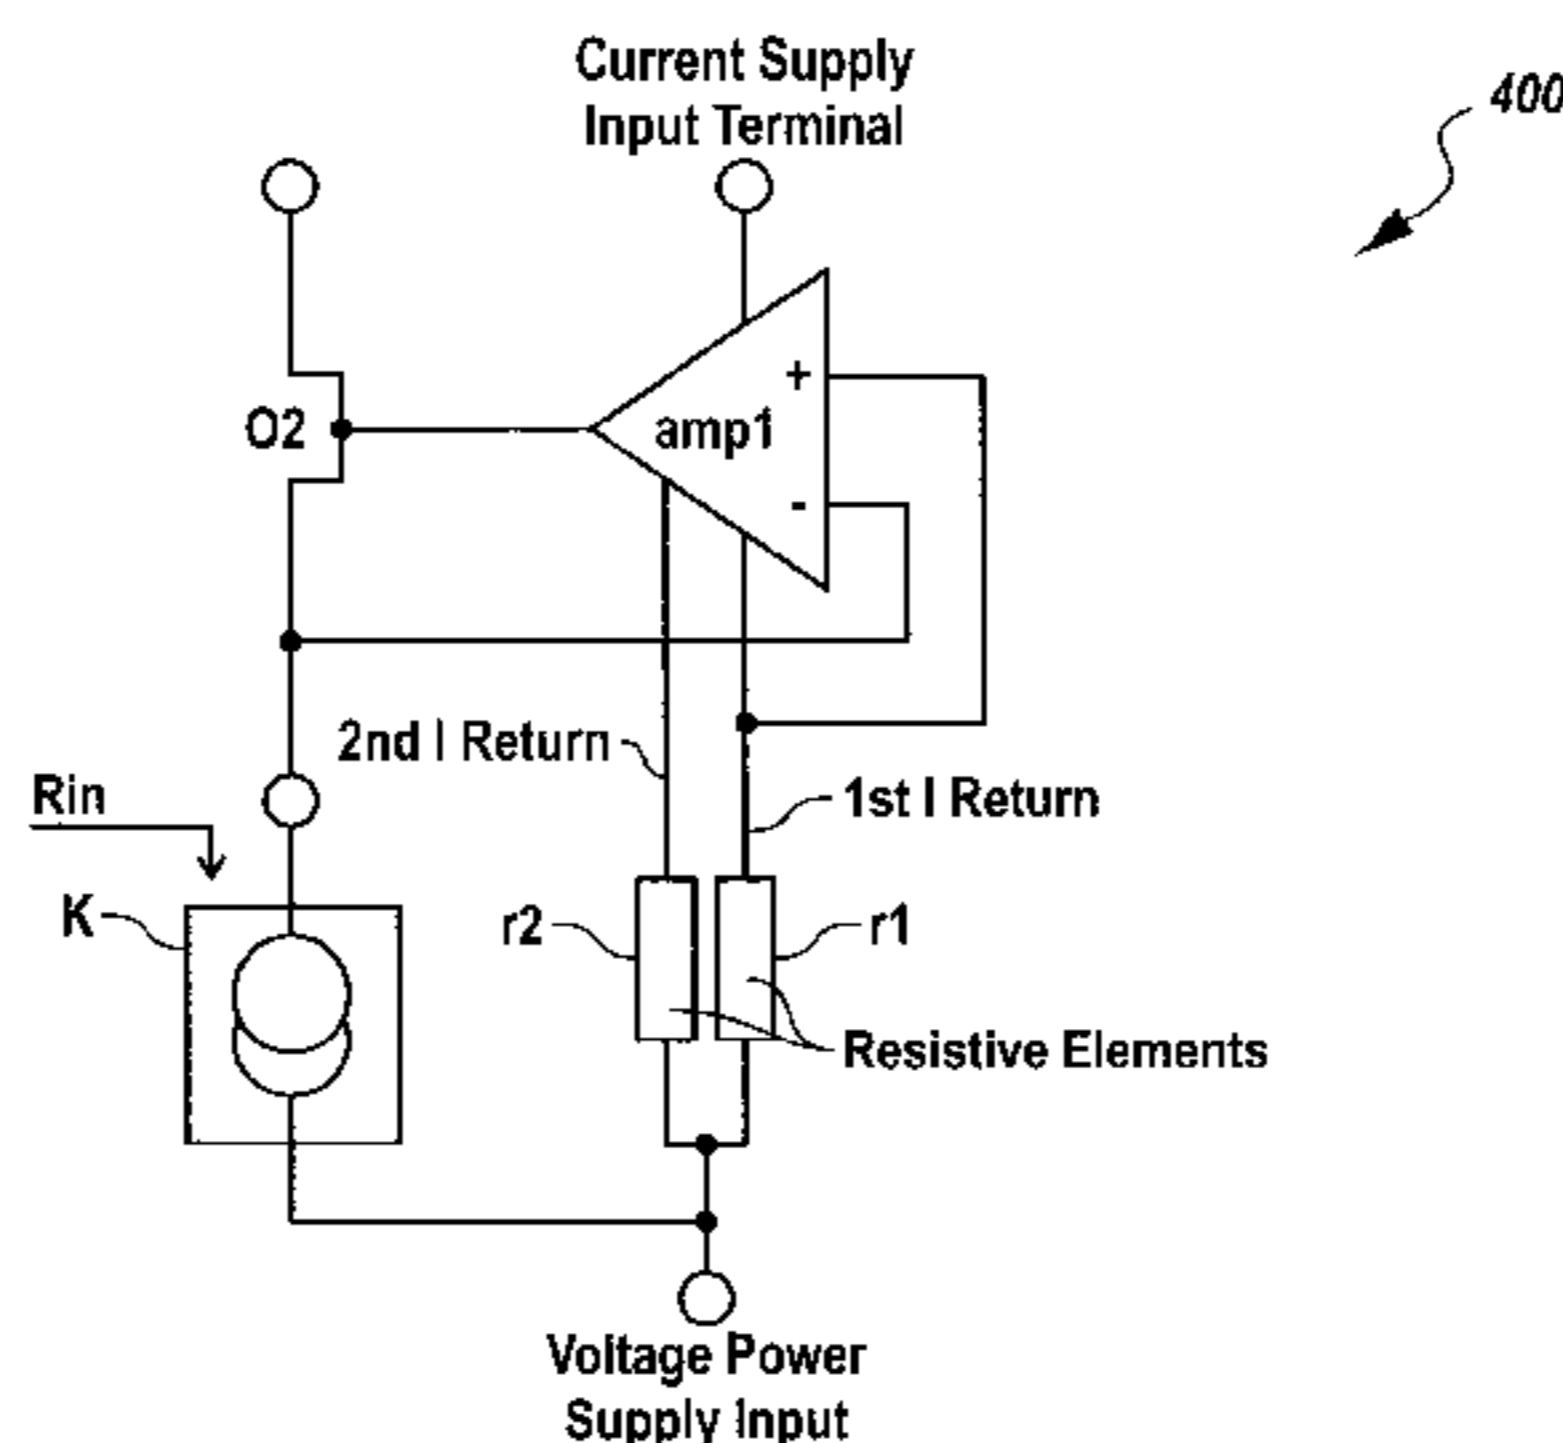 Current Supply
Input Terminal
400
+
O2
amp1
-
2nd I Return
Rin
1st I Return
K
r2
r1
Resistive Elements
Voltage Power
Supply Input